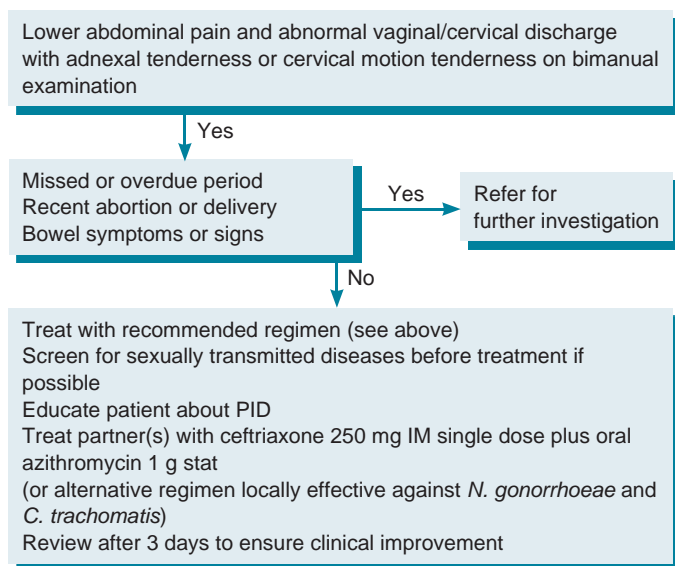 Lower abdominal pain and abnormal vaginal/cervical discharge
with adnexal tenderness or cervical motion tenderness on bimanual
examination
Yes
Missed or overdue period
Recent abortion or delivery
Bowel symptoms or signs
Yes
Refer for
further investigation
No
Treat with recommended regimen (see above)
Screen for sexually transmitted diseases before treatment if
possible
Educate patient about PID
Treat partner(s) with ceftriaxone 250 mg IM single dose plus oral
azithromycin 1 g stat
(or alternative regimen locally effective against N. gonorrhoeae and
C. trachomatis)
Review after 3 days to ensure clinical improvement